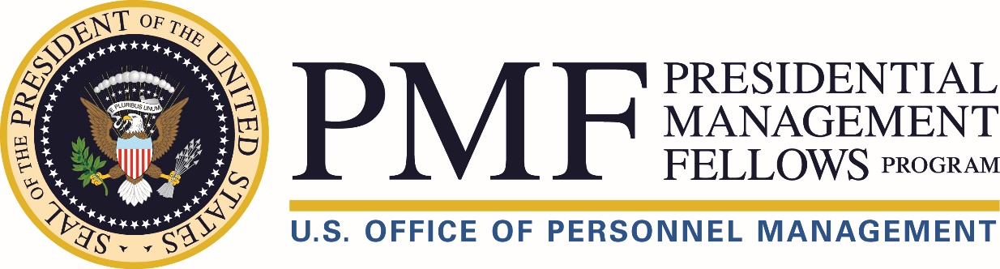 SEAL OF THE PRESIDENT OF THE UNITED STATES
E PLURIBUS UNUM
PMF
PRESIDENTIAL
MANAGEMENT
FELLOWS PROGRAM
U.S. OFFICE OF PERSONNEL MANAGEMENT